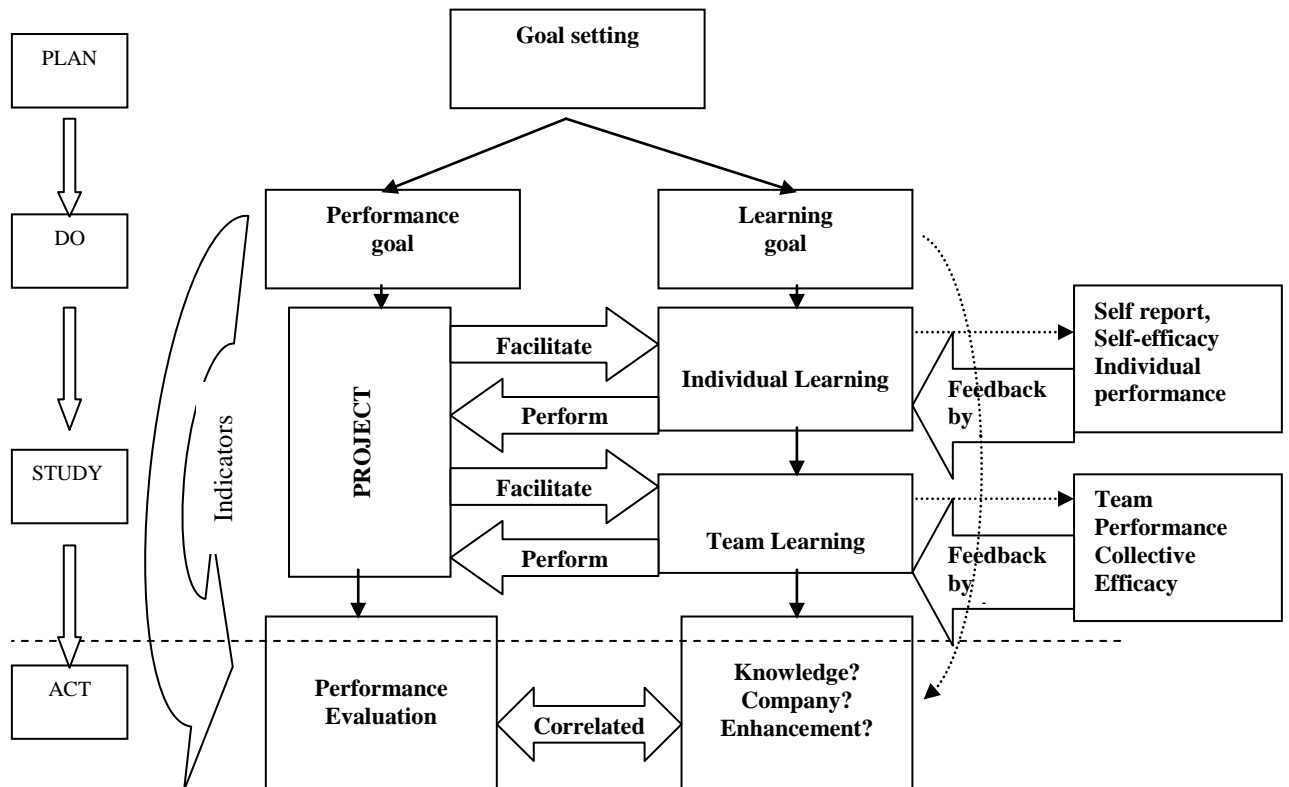 PLAN
Goal setting
DO
Performance
goal
Learning
goal
Indicators
PROJECT
Facilitate
Perform
Facilitate
Perform
Individual Learning
Team Learning
Feedback
by
Self report,
Self-efficacy
Individual
performance
Feedback
by
Team
Performance
Collective
Efficacy
STUDY
ACT
Performance
Evaluation
Correlated
Knowledge?
Company?
Enhancement?